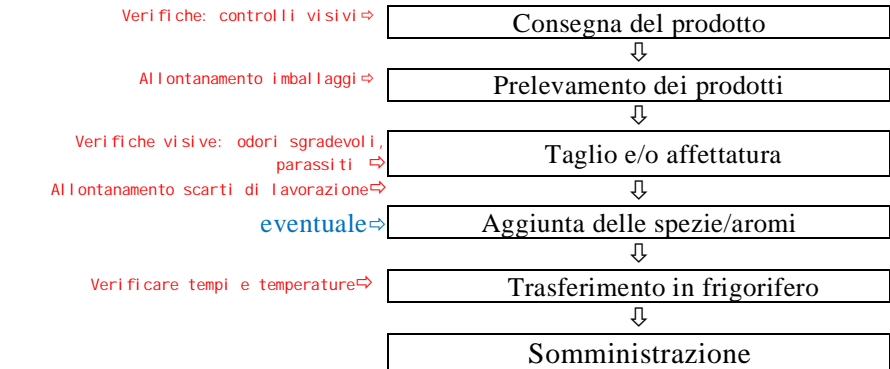 Verifiche: controlli visivi⇨
Consegna del prodotto
⇩
Allontanamento imballaggi⇨
Prelevamento dei prodotti
⇩
Verifiche visive: odori sgradevoli,
parassiti ⇨
Taglio e/o affettatura
Allontanamento scarti di lavorazione⇨
⇩
eventuale⇨
Aggiunta delle spezie/aromi
⇩
Verificare tempi e temperature⇨
Trasferimento in frigorifero
⇩
Somministrazione